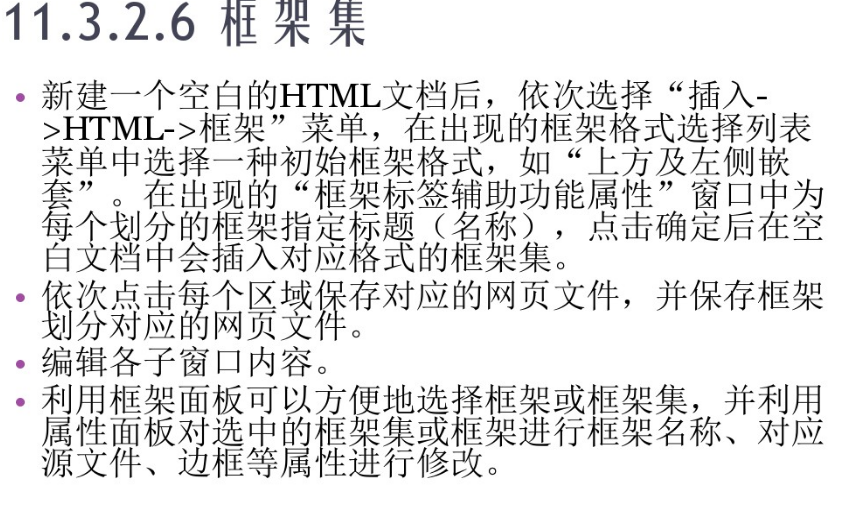 11.3.2.6 框架集
• 新建一个空白的HTML文档后，依次选择“插入-
>HTML->框架”菜单，在出现的框架格式选择列表
菜单中选择一种初始框架格式，如“上方及左侧嵌
套”。在出现的“框架标签辅助功能属性”窗口中为
每个划分的框架指定标题（名称），点击确定后在空
白文档中会插入对应格式的框架集。
• 依次点击每个区域保存对应的网页文件，并保存框架
划分对应的网页文件。
• 编辑各子窗口内容。
• 利用框架面板可以方便地选择框架或框架集，并利用
属性面板对选中的框架集或框架进行框架名称、对应
源文件、边框等属性进行修改。